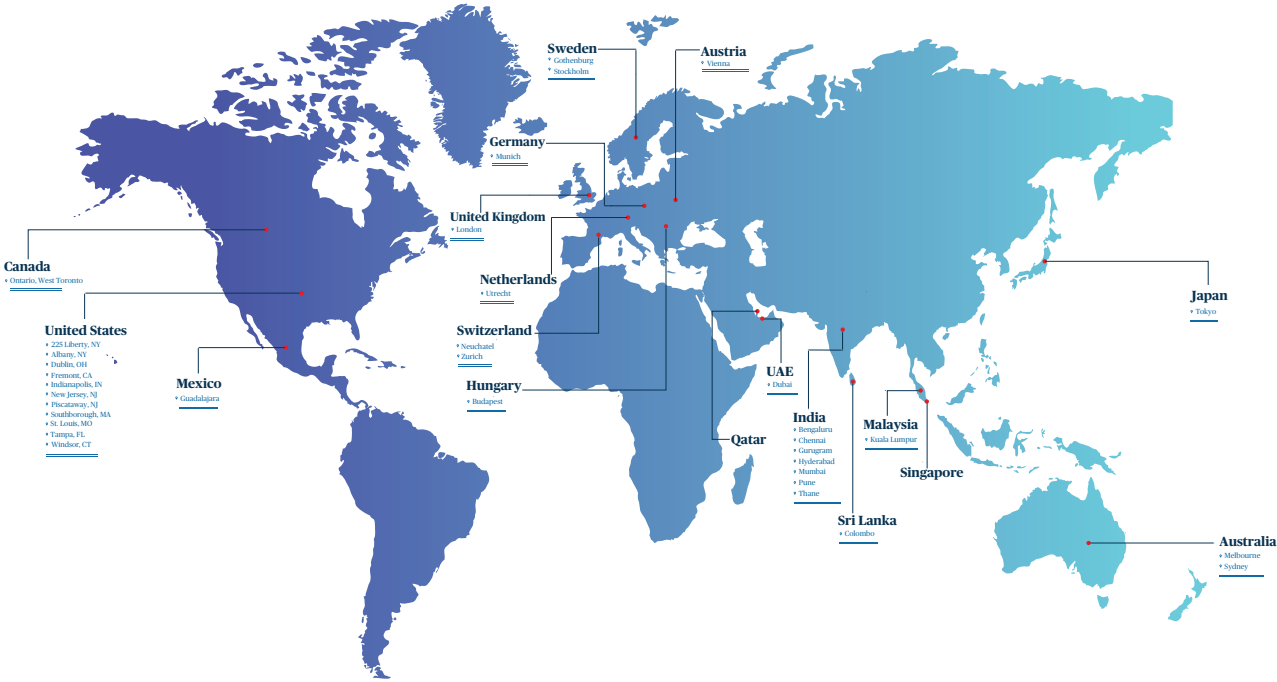 Sweden
Gothenburg
Stockholm
Austria
Vienna
Germany
Munich
United Kingdom
London
Canada
Ontario, West Toronto
Netherlands
Utrecht
Japan
Tokyo
United States
225 Liberty, NY
Albany, NY
Dublin, OH
Fremont, CA
Indianapolis, IN
New Jersey, NJ
Piscataway, NJ
Southborough, MA
St. Louis, MO
Tampa, FL
Windsor, CT
Switzerland
Neuchatel
Zurich
Mexico
Guadalajara
Hungary
Budapest
UAE
Dubai
Qatar
India
Bengaluru
Chennai
Gurugram
Hyderabad
Mumbai
Pune
Thane
Malaysia
Kuala Lumpur
Singapore
Sri Lanka
Colombo
Australia
Melbourne
Sydney